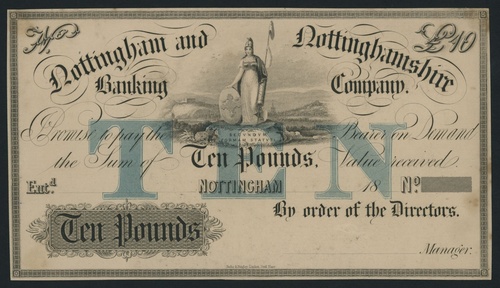 No £10
Nottingham and Nottinghamshire
Banking Company.
I Promise to pay the Bearer on Demand
the Sum of Ten Pounds, Value received
TEN
NOTTINGHAM 18 No
Entd
By order of the Directors.
Ten Pounds
Manager.